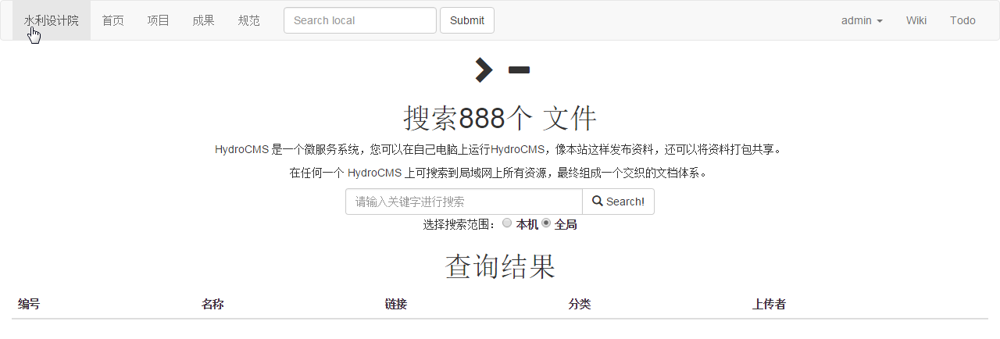 水利设计院 首页 项目 成果 规范 Search local Submit admin Wiki Todo
搜索888个 文件
HydroCMS 是一个微服务系统，您可以在自己电脑上运行HydroCMS，像本站这样发布资料，还可以将资料打包共享。
在任何一个 HydroCMS 上可搜索到局域网上所有资源，最终组成一个交织的文档体系。
请输入关键字进行搜索 Search!
选择搜索范围： 本机 全局
查询结果
编号 名称 链接 分类 上传者